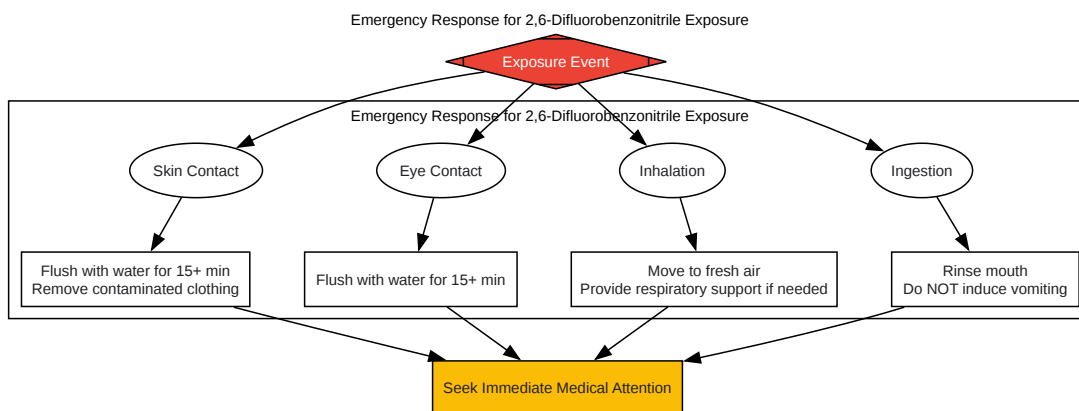 Emergency Response for 2,6-Difluorobenzonitrile Exposure
Exposure Event
Emergency Response for 2,6-Difluorobenzonitrile Exposure
Skin Contact
Eye Contact
Inhalation
Ingestion
Flush with water for 15+ min
Remove contaminated clothing
Flush with water for 15+ min
Move to fresh air
Provide respiratory support if needed
Rinse mouth
Do NOT induce vomiting
Seek Immediate Medical Attention